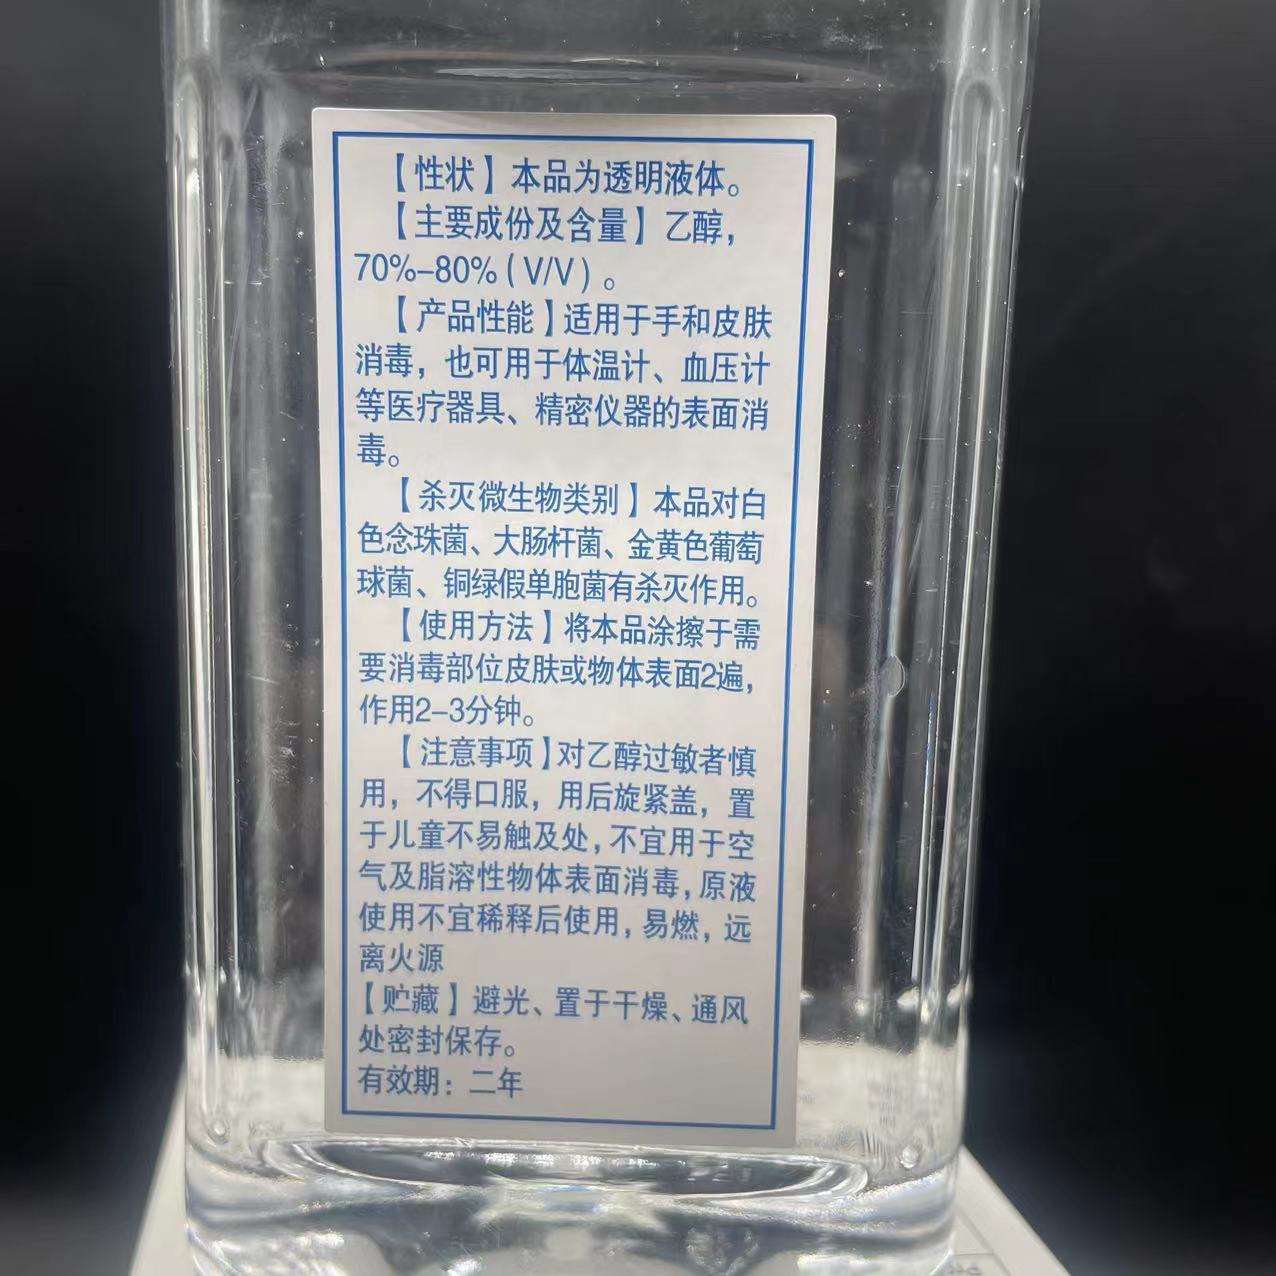 【性状】本品为透明液体。
【主要成份及含量】乙醇，
70%-80%(V/V)。
【产品性能】适用于手和皮肤
消毒，也可用于体温计、血压计
等医疗器具、精密仪器的表面消
毒。
【杀灭微生物类别】本品对白
色念珠菌、大肠杆菌、金黄色葡萄
球菌、铜绿假单胞菌有杀灭作用。
【使用方法】将本品涂擦于需
要消毒部位皮肤或物体表面2遍，
作用2-3分钟。
【注意事项】对乙醇过敏者慎
用，不得口服，用后旋紧盖，置
于儿童不易触及处，不宜用于空
气及脂溶性物体表面消毒，原液
使用不宜稀释后使用，易燃，远
离火源
【贮藏】避光、置于干燥、通风
处密封保存。
有效期：二年